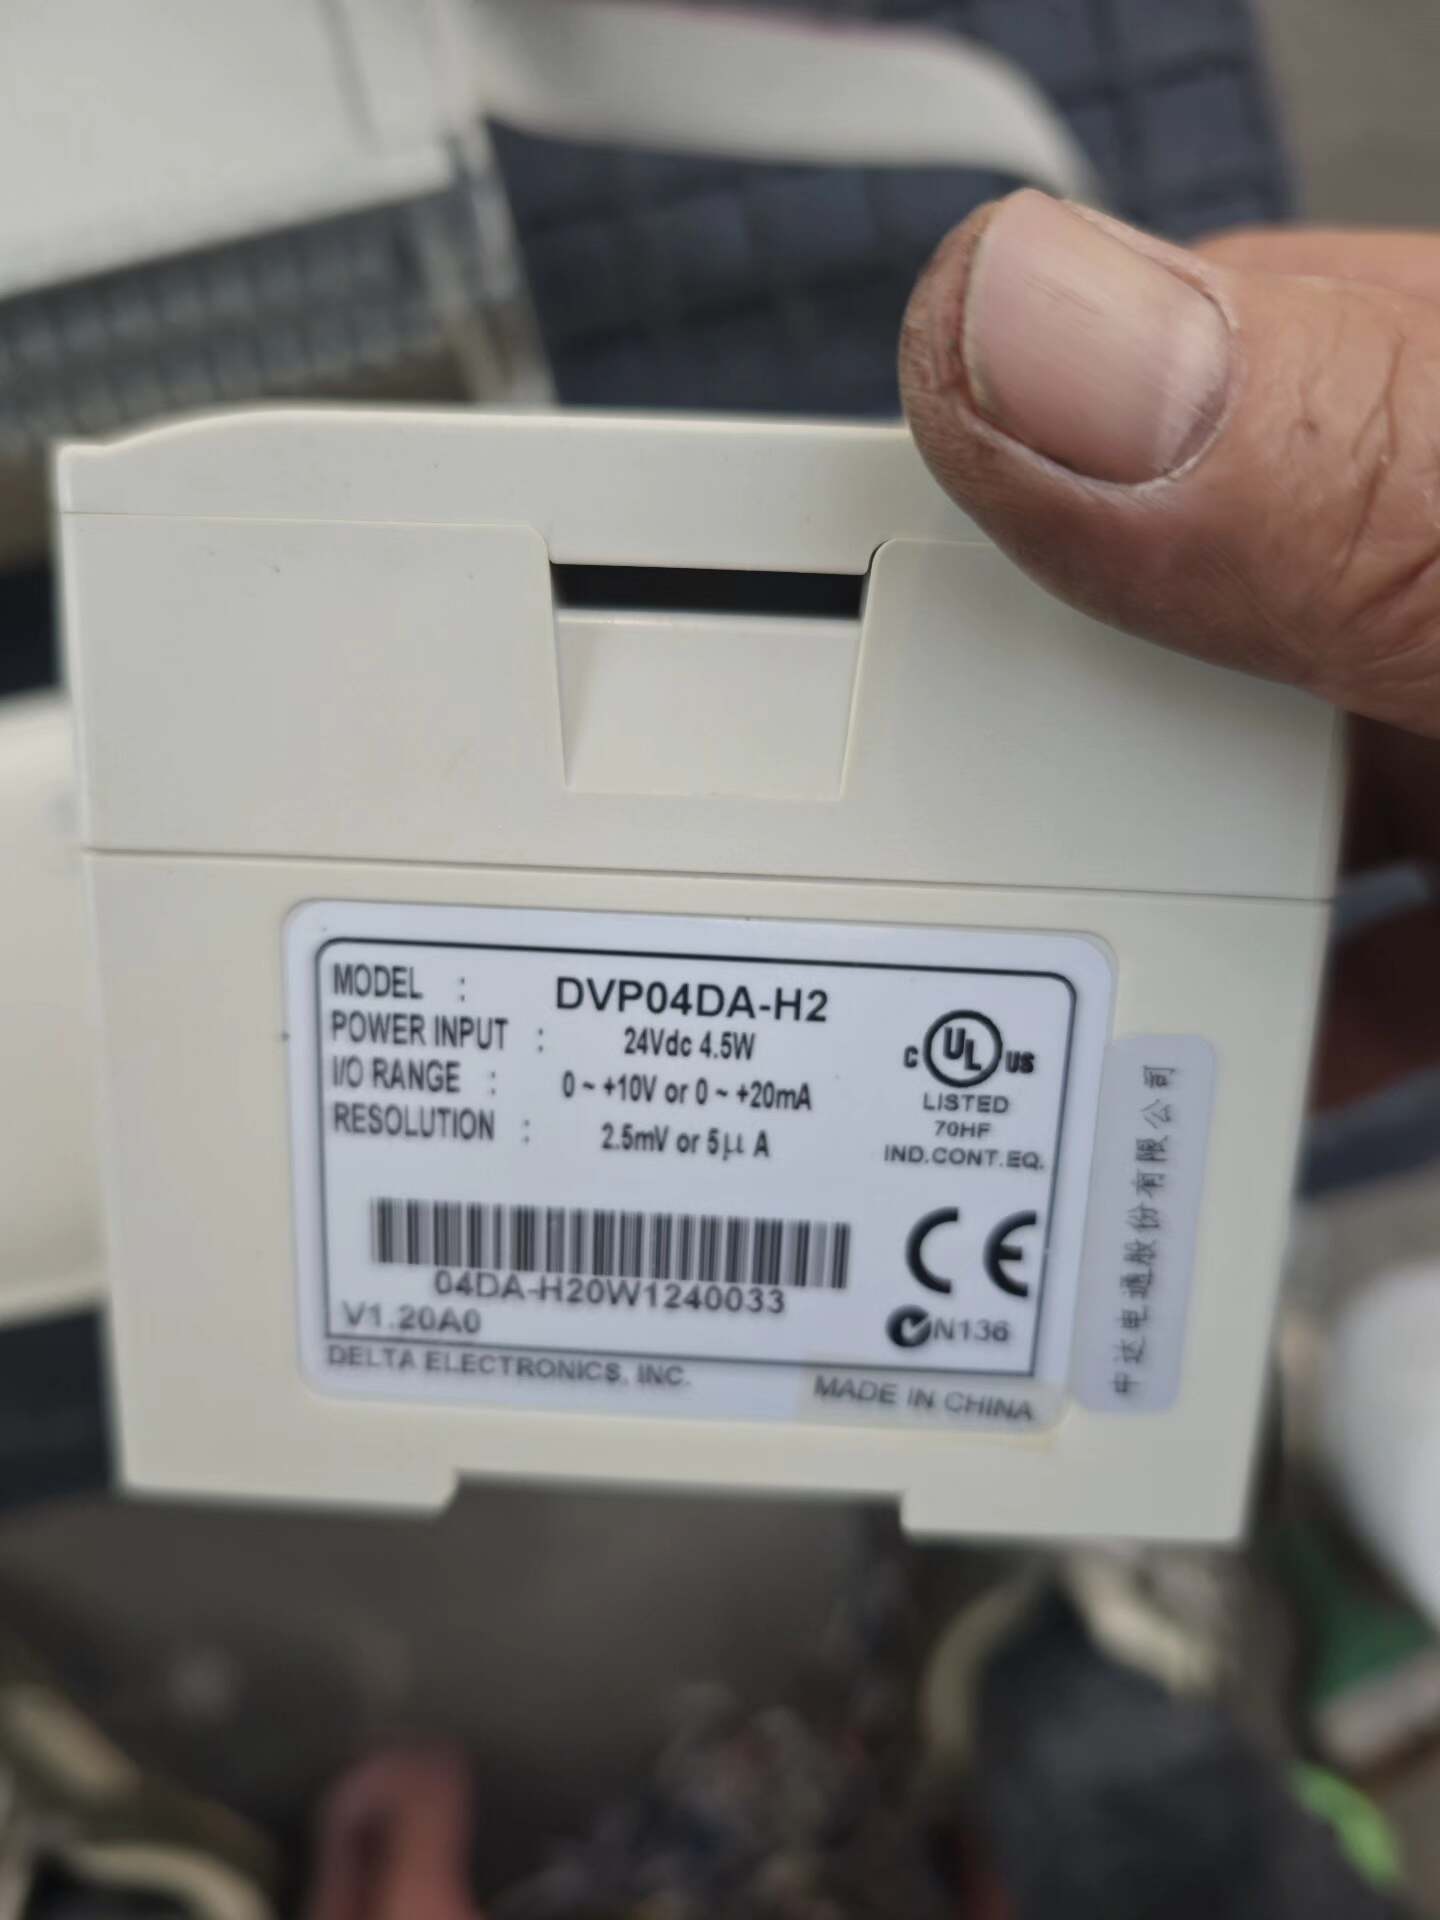 MODEL : DVP04DA-H2
POWER INPUT : 24Vdc 4.5W
I/O RANGE : 0 ~ +10V or 0 ~ +20mA
RESOLUTION : 2.5mV or 5μ A
C UL US
LISTED
70HF
IND.CONT.EQ.
04DA-H20W1240033
V1.20A0
CE
N136
DELTA ELECTRONICS, INC.
MADE IN CHINA
中达电通股份有限公司